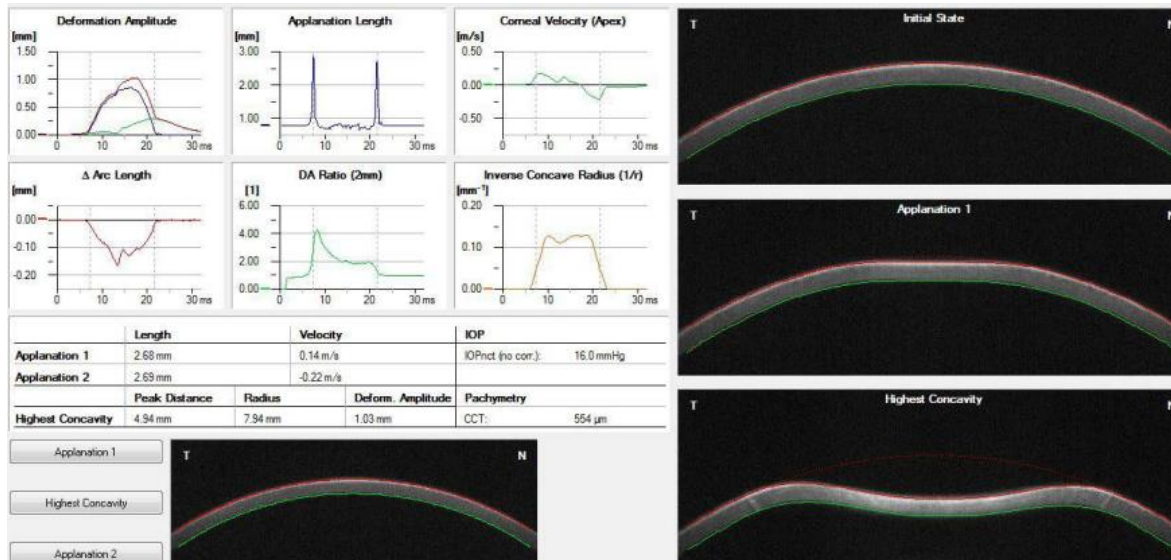 Deformation Amplitude
[mm]
1.50
1.00
0.50
0.00
0 10 20 30 ms
Applanation Length
[mm]
3.00
2.00
1.00
0 10 20 30 ms
Corneal Velocity (Apex)
[m/s]
0.50
0.00
-0.50
0 10 20 30 ms
Δ Arc Length
[mm]
0.00
-0.10
-0.20
0 10 20 30 ms
DA Ratio (2mm)
[1]
6.00
4.00
2.00
0.00
0 10 20 30 ms
Inverse Concave Radius (1/r)
[mm⁻¹]
0.20
0.10
0.00
0 10 20 30 ms
Length Velocity IOP
Applanation 1 2.68 mm 0.14 m/s IOPnct (no corr.): 16.0 mmHg
Applanation 2 2.69 mm -0.22 m/s
Peak Distance Radius Deform. Amplitude Pachymetry
Highest Concavity 4.94 mm 7.94 mm 1.03 mm CCT: 554 µm
Applanation 1
Highest Concavity
Applanation 2
T N
Initial State
T N
Applanation 1
T N
Highest Concavity
T N